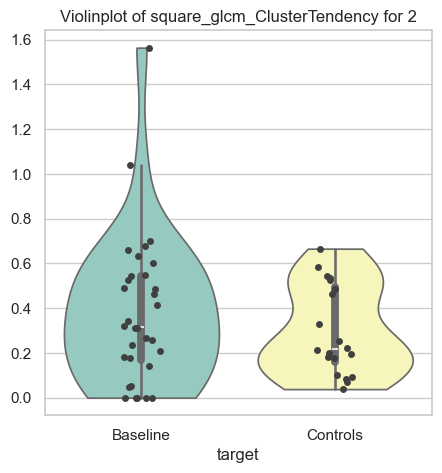 Violinplot of square_glcm_ClusterTendency for 2
1.6
1.4
1.2
1.0
0.8
0.6
0.4
0.2
0.0
Baseline
Controls
target